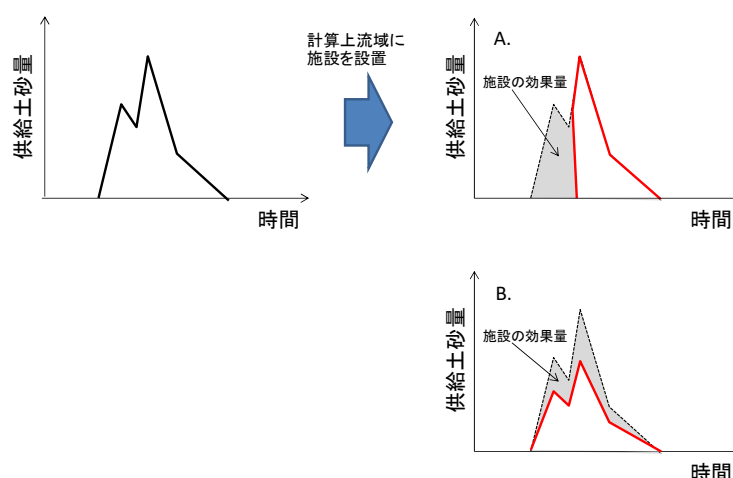 供給土砂量
時間
計算上流域に
施設を設置
A.
施設の効果量
供給土砂量
時間
B.
施設の効果量
供給土砂量
時間